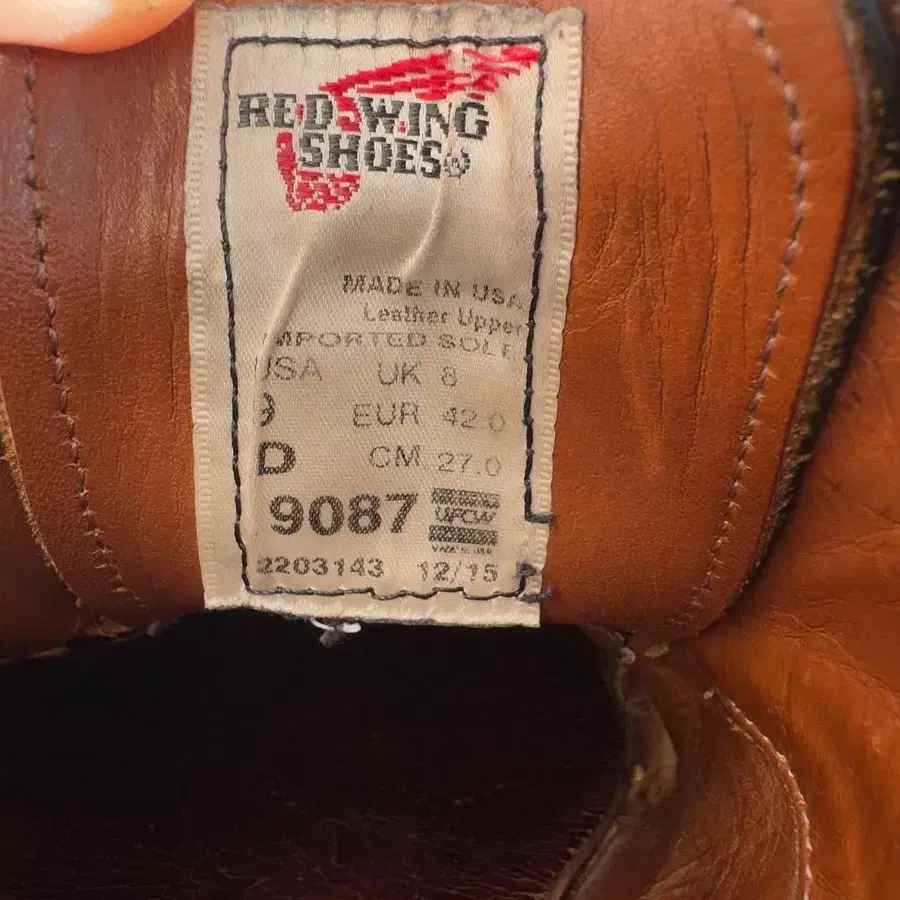 RED WING
SHOES®
MADE IN USA
Leather Upper
IMPORTED SOLE
USA UK 8
9 EUR 42.0
D CM 27.0
9087 UFCW
2203143 12/15